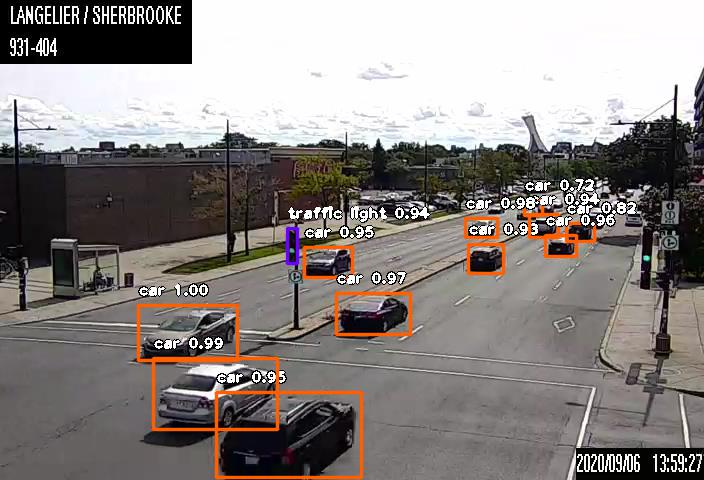 LANGELIER / SHERBROOKE
931-404
car 0.72
car 0.98
car 0.94
car 0.82
traffic light 0.94
car 0.96
car 0.95
car 0.93
car 0.97
car 1.00
car 0.99
car 0.95
2020/09/06 13:59:27